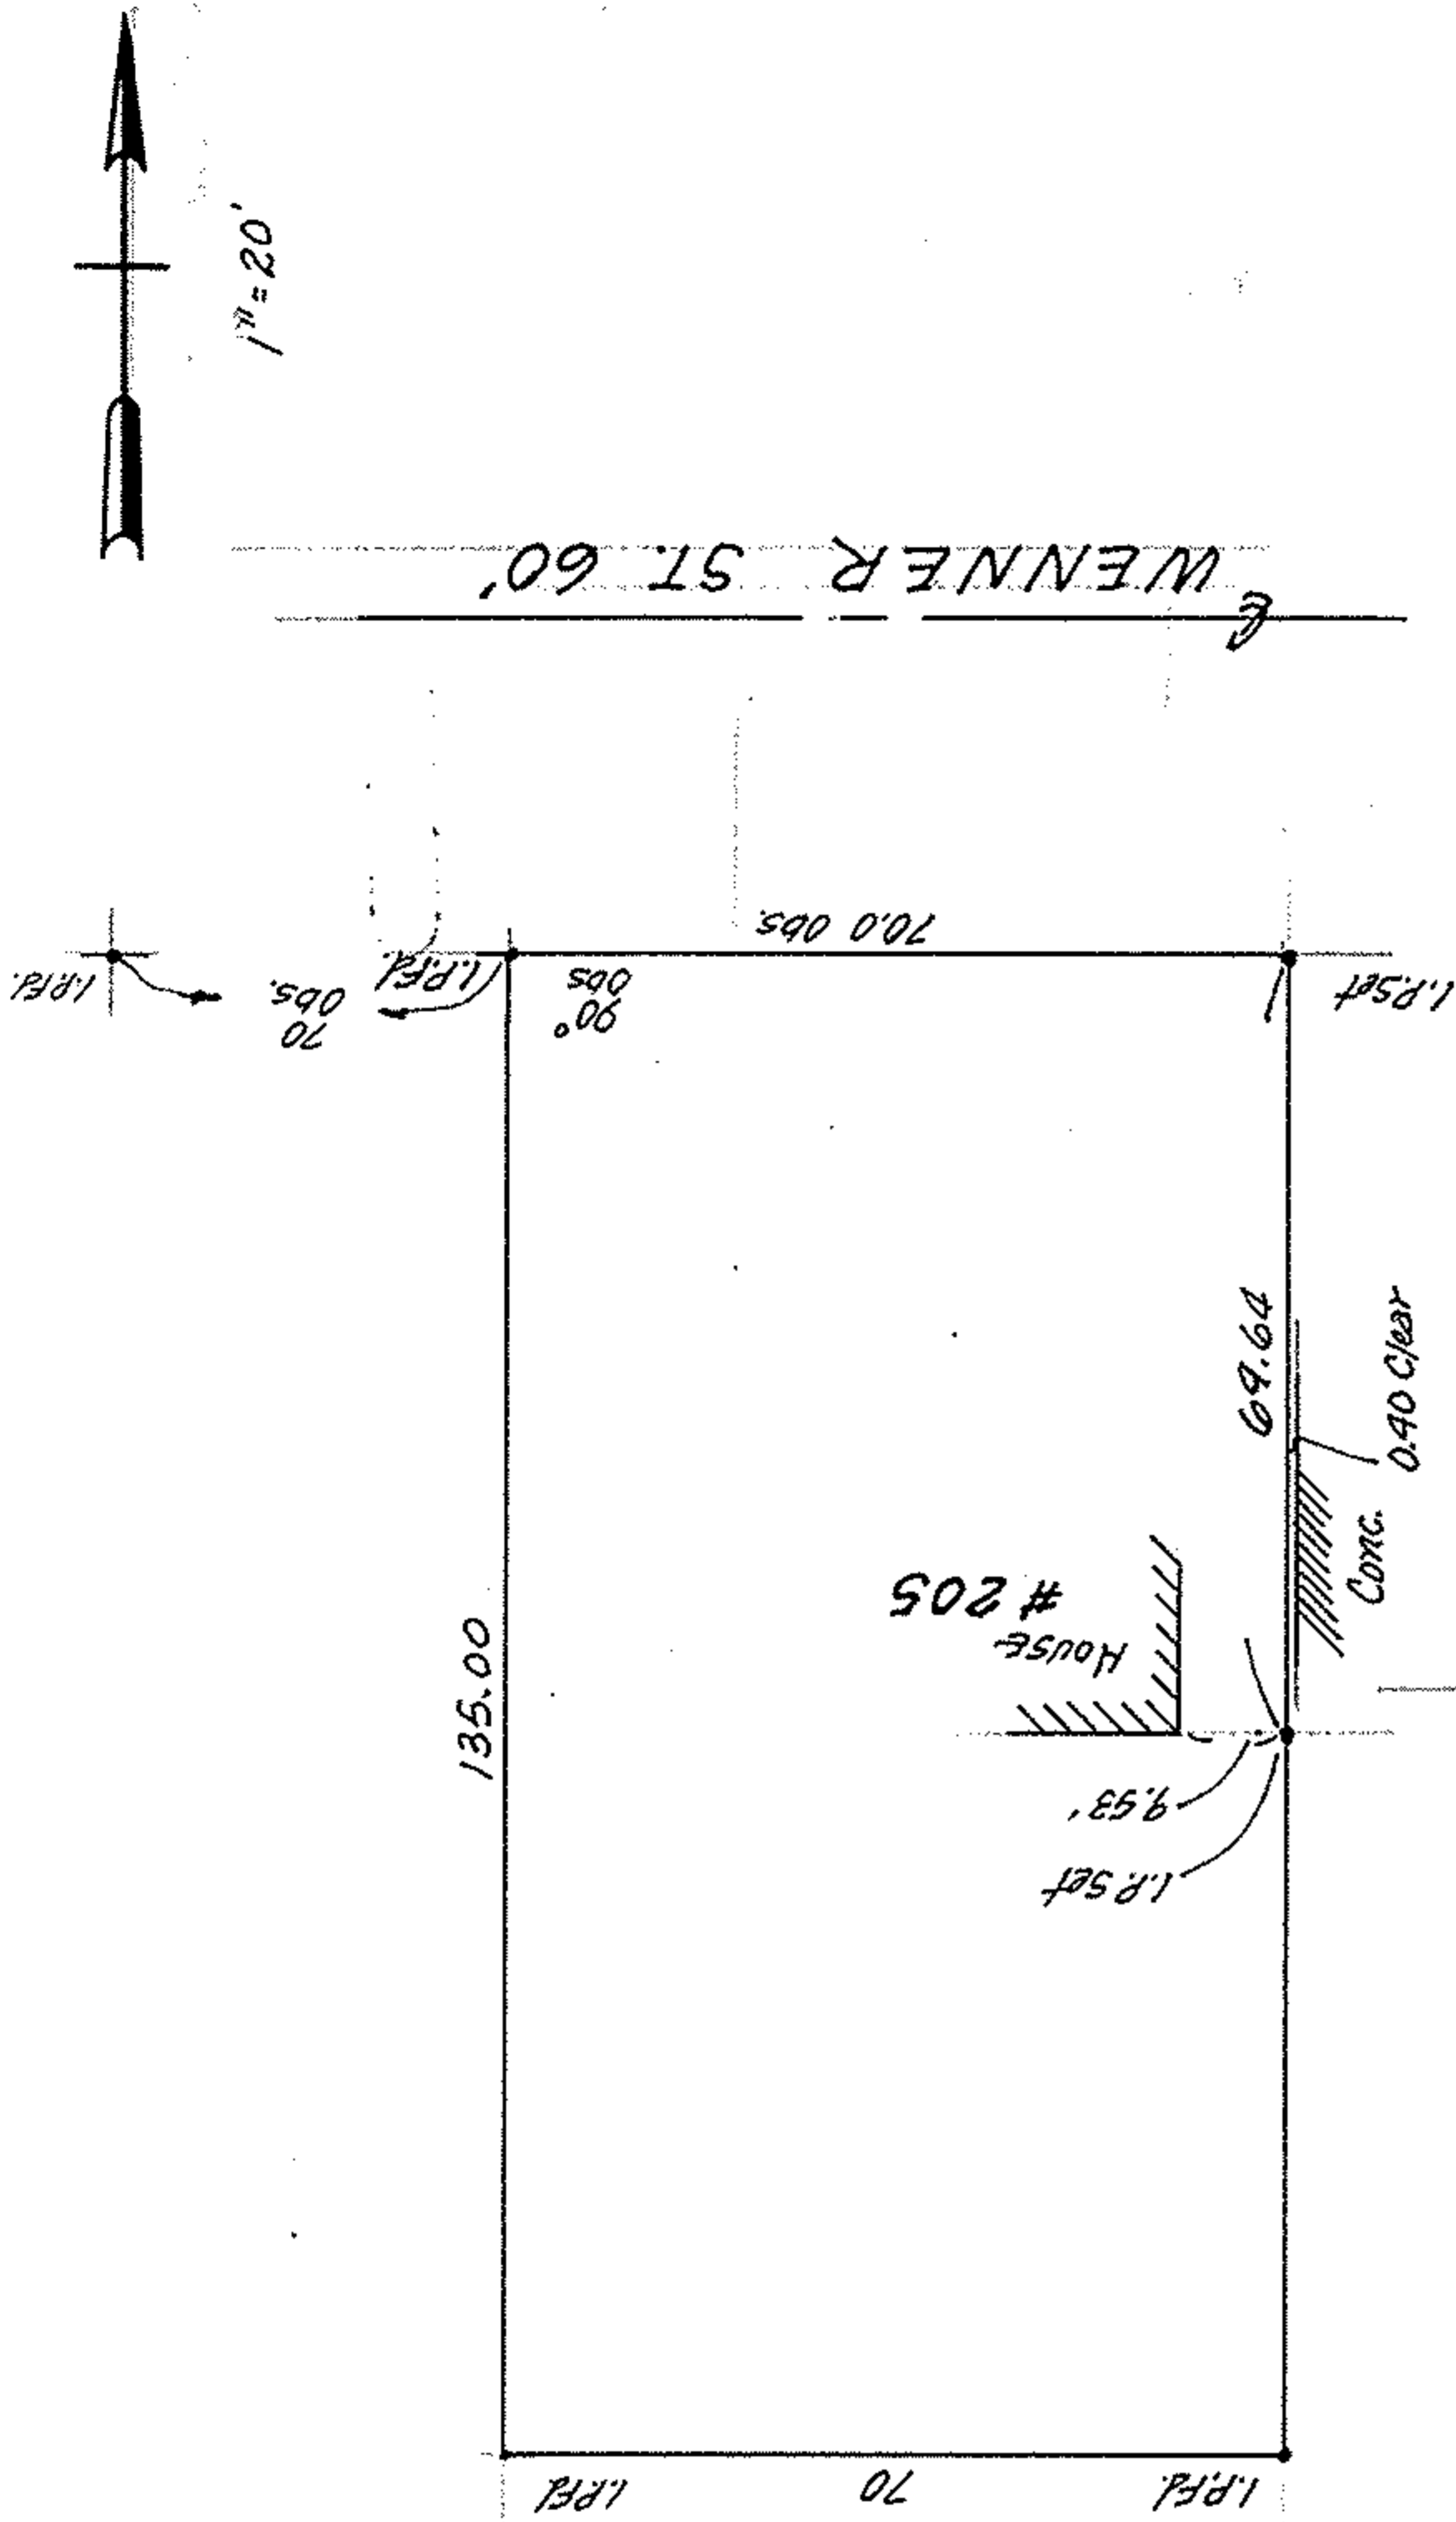 1"=20'
℄ WENNER ST. 60'
I.P.Fd.
70
Obs.
I.P.Fd.
90°
Obs
70.0 Obs.
I.P. Set
135.00
69.64
0.40 Clear
Conc.
House
# 205
9.53'
I.P. Set
I.P.Fd
70
I.P.Fd.